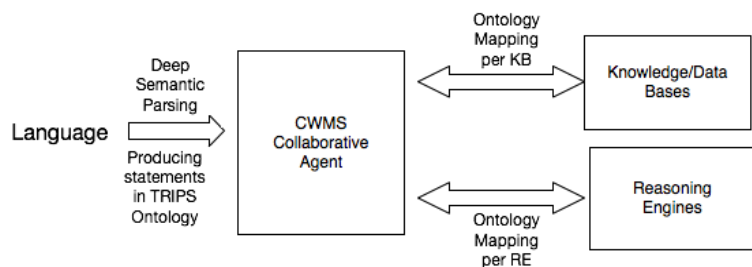 Language
Deep
Semantic
Parsing
Producing
statements
in TRIPS
Ontology
CWMS
Collaborative
Agent
Ontology
Mapping
per KB
Knowledge/Data
Bases
Ontology
Mapping
per RE
Reasoning
Engines